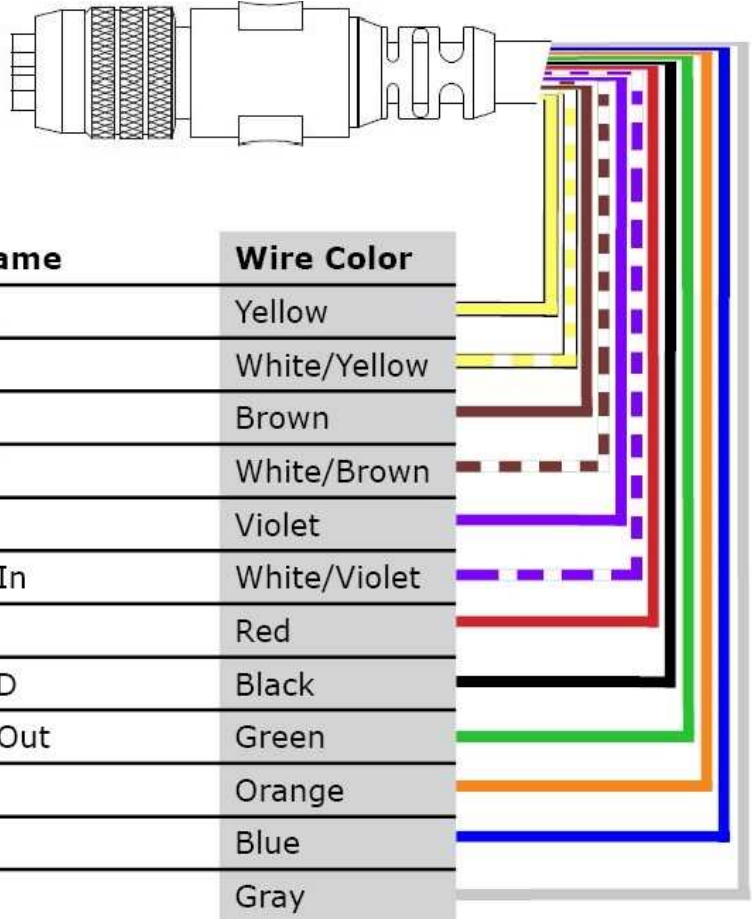 ame Wire Color
Yellow
White/Yellow
Brown
White/Brown
Violet
In White/Violet
Red
D Black
Out Green
Orange
Blue
Gray